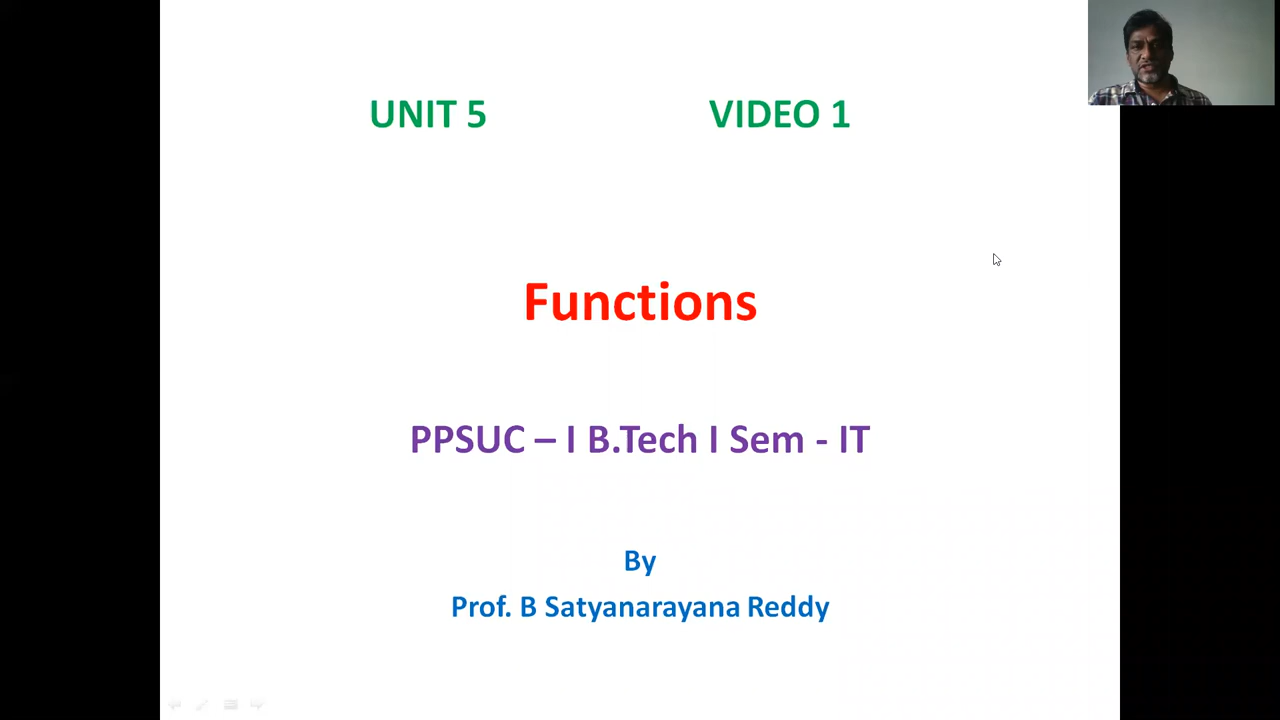 UNIT 5 VIDEO 1
Functions
PPSUC – I B.Tech I Sem - IT
By
Prof. B Satyanarayana Reddy